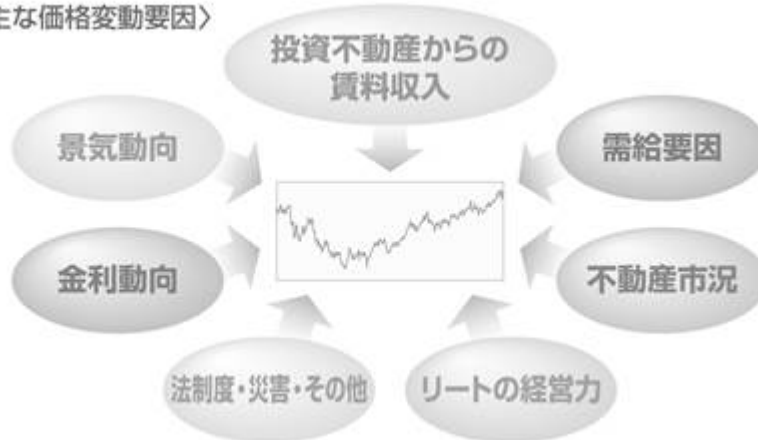 主な価格変動要因〉
投資不動産からの
賃料収入
景気動向
需給要因
金利動向
不動産市況
法制度・災害・その他
リートの経営力